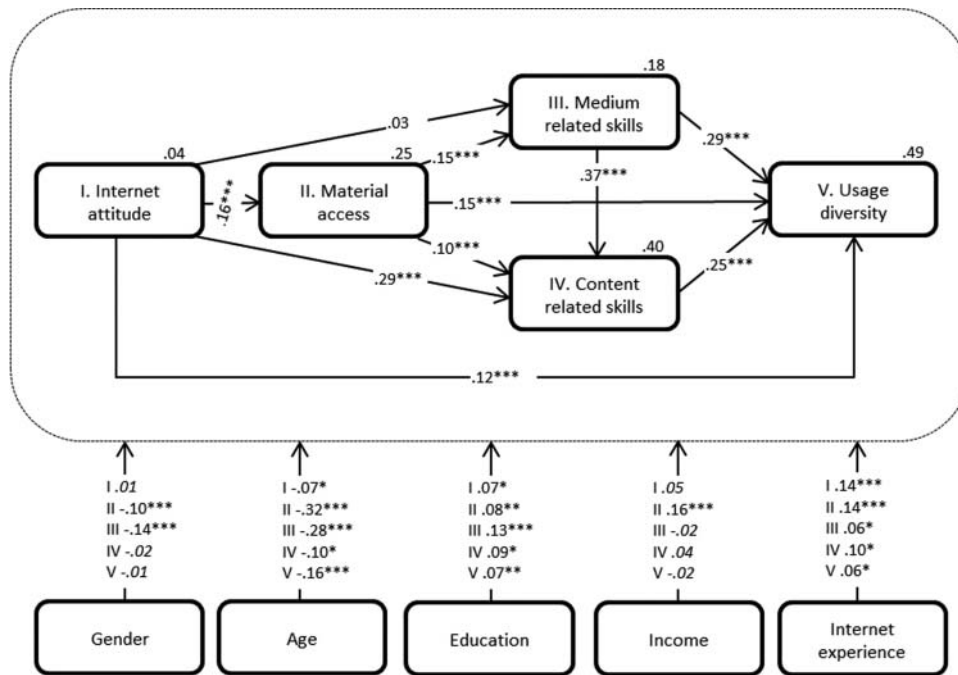 .18
III. Medium
related skills
.03
.04
.25
.15***
.29***
.49
I. Internet
attitude
.16***
II. Material
access
.37***
.15***
V. Usage
diversity
.10***
.40
.29***
.25***
IV. Content
related skills
.12***
I .01
II -.10***
III -.14***
IV -.02
V -.01
I -.07*
II -.32***
III -.28***
IV -.10*
V -.16***
I .07*
II .08**
III .13***
IV .09*
V .07**
I .05
II .16***
III -.02
IV .04
V -.02
I .14***
II .14***
III .06*
IV .10*
V .06*
Gender
Age
Education
Income
Internet
experience